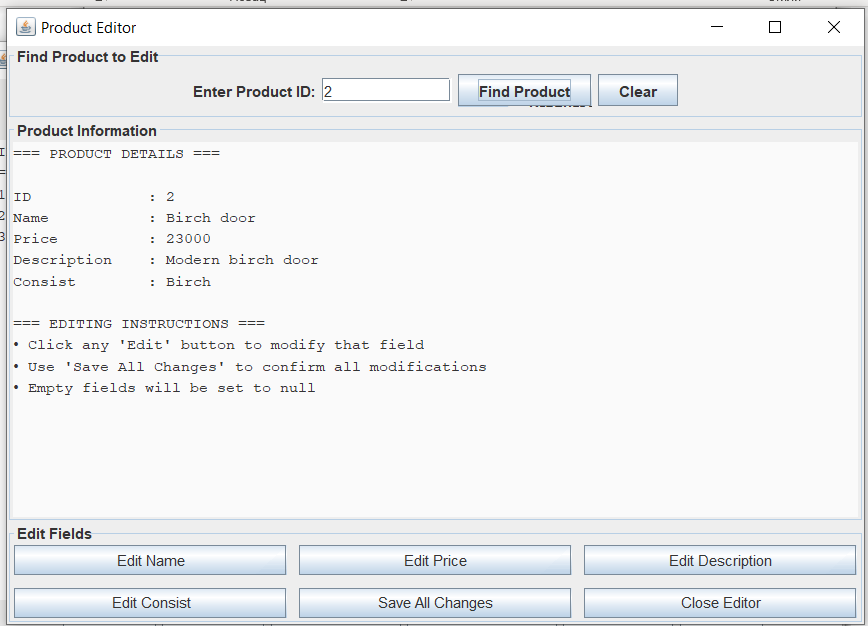 Product Editor
Find Product to Edit
Enter Product ID: 2 Find Product Clear
Product Information
=== PRODUCT DETAILS ===
ID : 2
Name : Birch door
Price : 23000
Description : Modern birch door
Consist : Birch
=== EDITING INSTRUCTIONS ===
• Click any 'Edit' button to modify that field
• Use 'Save All Changes' to confirm all modifications
• Empty fields will be set to null
Edit Fields
Edit Name Edit Price Edit Description
Edit Consist Save All Changes Close Editor